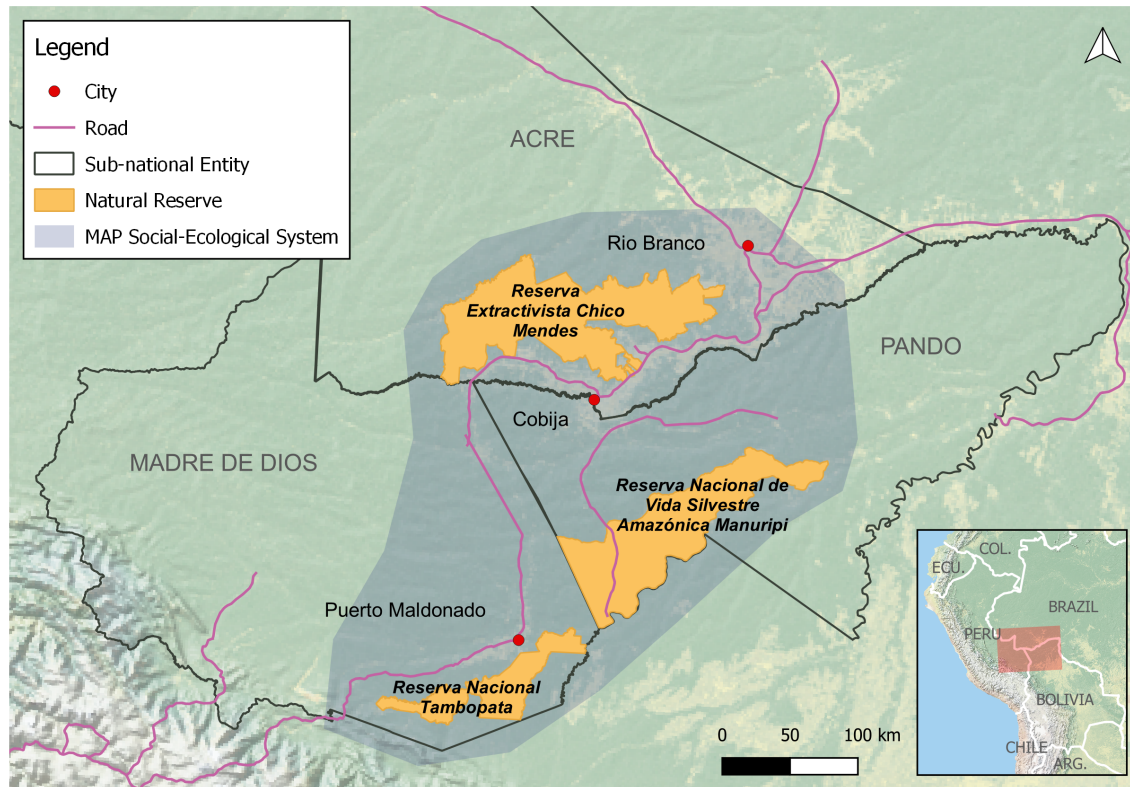 Legend
City
Road
Sub-national Entity
Natural Reserve
MAP Social-Ecological System
ACRE
Rio Branco
Reserva
Extractivista Chico
Mendes
PANDO
Cobija
MADRE DE DIOS
Reserva Nacional de
Vida Silvestre
Amazónica Manuripi
Puerto Maldonado
Reserva Nacional
Tambopata
0 50 100 km
COL.
ECU.
BRAZIL
PERU
BOLIVIA
CHILE
ARG.